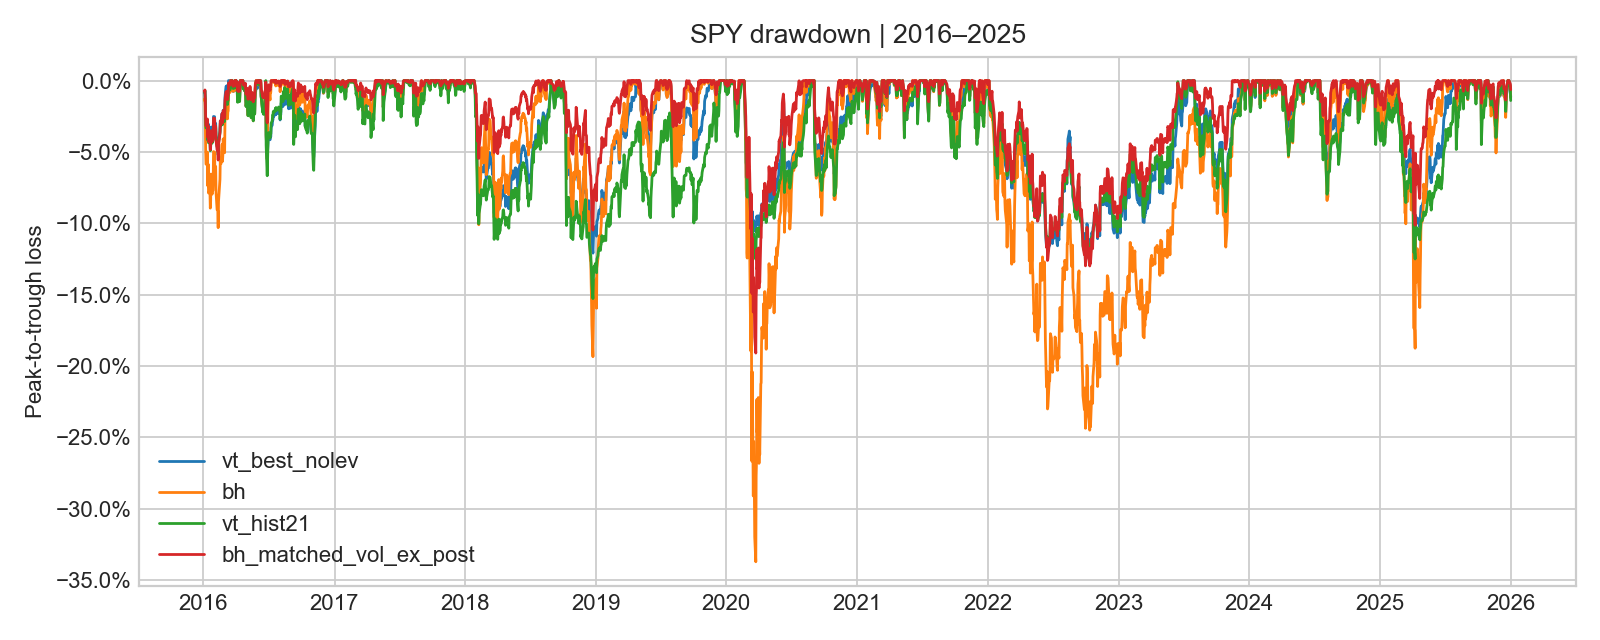 SPY drawdown | 2016–2025
Peak-to-trough loss
0.0%
−5.0%
−10.0%
−15.0%
−20.0%
−25.0%
−30.0%
−35.0%
vt_best_nolev
bh
vt_hist21
bh_matched_vol_ex_post
2016 2017 2018 2019 2020 2021 2022 2023 2024 2025 2026